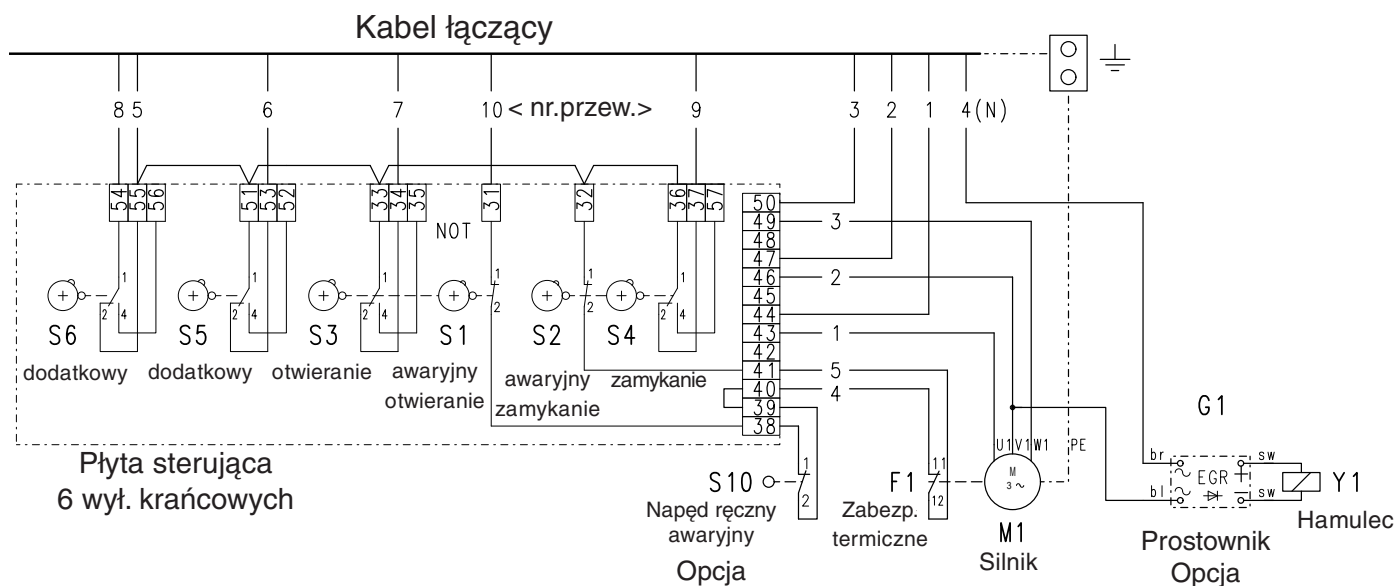 Kabel łączący
8 5 6 7 10 < nr.przew.> 9 3 2 1 4(N)
54 55 56 51 53 52 33 34 35 31 32 36 37 57
NOT
50
49 3
48
47
46 2
45
44
43 1
42
41 5
40 4
39
38
1 1 1 1 1 1
2 4 2 4 2 4 2 2 2 4
S6 S5 S3 S1 S2 S4
dodatkowy dodatkowy otwieranie awaryjny otwieranie awaryjny zamykanie zamykanie
Płyta sterująca
6 wył. krańcowych
1
S10
2
Napęd ręczny
awaryjny
Opcja
11
F1
12
Zabezp.
termiczne
U1 V1 W1 PE
M
3 ~
M1
Silnik
G1
br sw
EGR
bl sw
Y1
Hamulec
Prostownik
Opcja